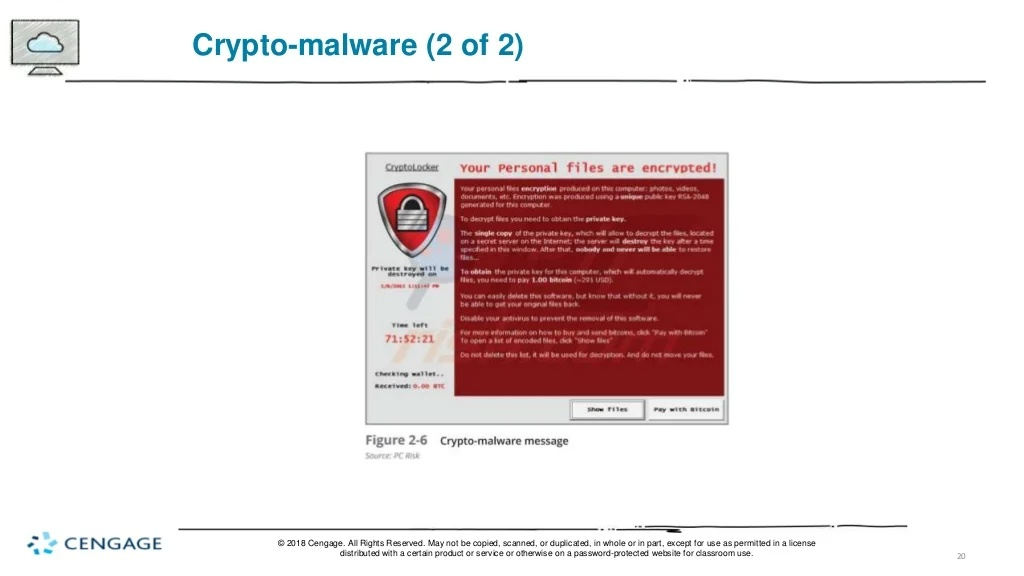 Crypto-malware (2 of 2)
CryptoLocker
Your Personal files are encrypted!
Your personal files encryption produced on this computer: photos, videos,
documents, etc. Encryption was produced using a unique public key RSA-2048
generated for this computer.
To decrypt files you need to obtain the private key.
The single copy of the private key, which will allow to decrypt the files, located
on a secret server on the Internet; the server will destroy the key after a time
specified in this window. After that, nobody and never will be able to restore
files...
To obtain the private key for this computer, which will automatically decrypt
files, you need to pay 1.00 bitcoin (~291 USD).
You can easily delete this software, but know that without it, you will never
be able to get your original files back.
Disable your antivirus to prevent the removal of this software.
For more information on how to buy and send bitcoins, click "Pay with Bitcoin"
To open a list of encoded files, click "Show files"
Do not delete this list, it will be used for decryption. And do not move your files.
Private key will be
destroyed on
Time left
71:52:21
Checking wallet..
Received: 0.00 BTC
Show files
Pay with Bitcoin
Figure 2-6 Crypto-malware message
Source: PC Risk
CENGAGE
© 2018 Cengage. All Rights Reserved. May not be copied, scanned, or duplicated, in whole or in part, except for use as permitted in a license
distributed with a certain product or service or otherwise on a password-protected website for classroom use.
20